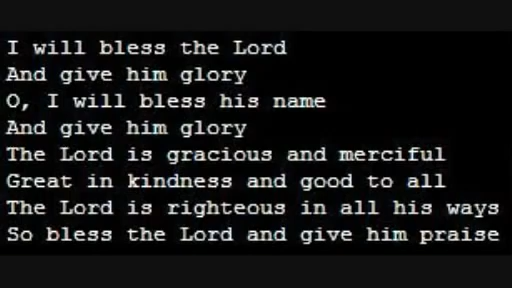 I will bless the Lord
And give him glory
O, I will bless his name
And give him glory
The Lord is gracious and merciful
Great in kindness and good to all
The Lord is righteous in all his ways
So bless the Lord and give him praise